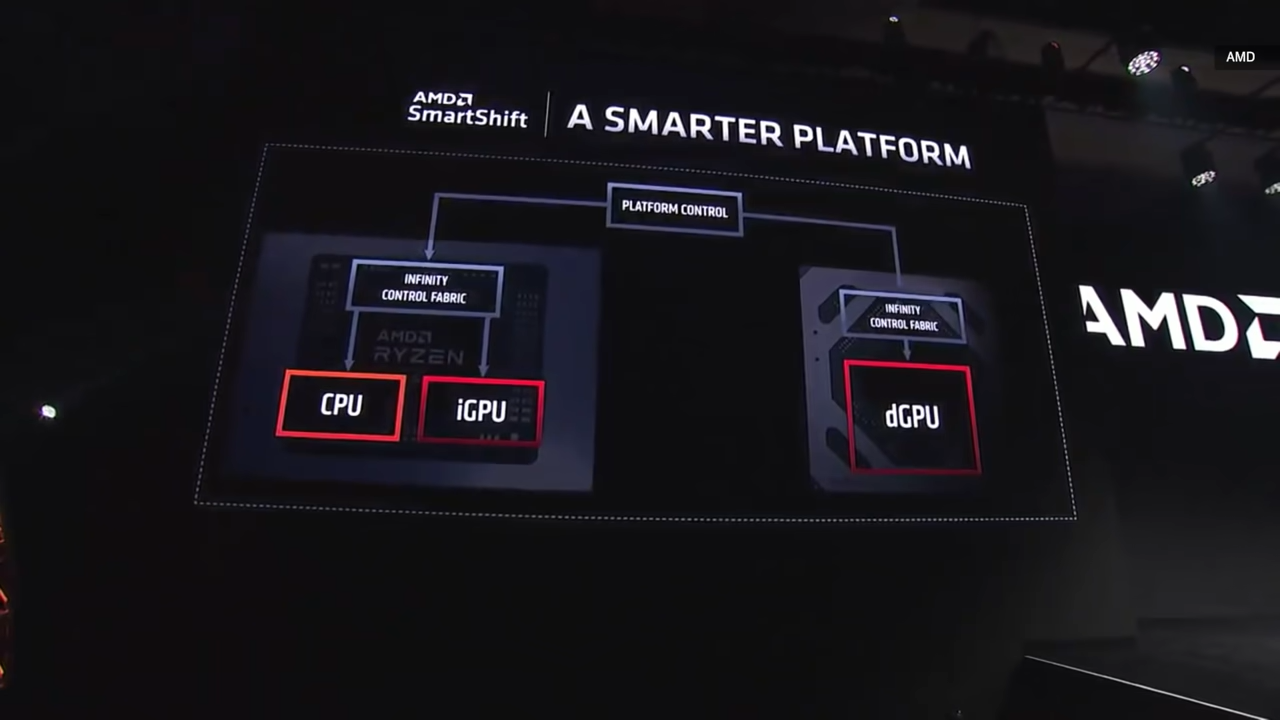 AMD
AMD
SmartShift
A SMARTER PLATFORM
PLATFORM CONTROL
INFINITY
CONTROL FABRIC
INFINITY
CONTROL FABRIC
AMD
RYZEN
CPU
iGPU
dGPU
AMD